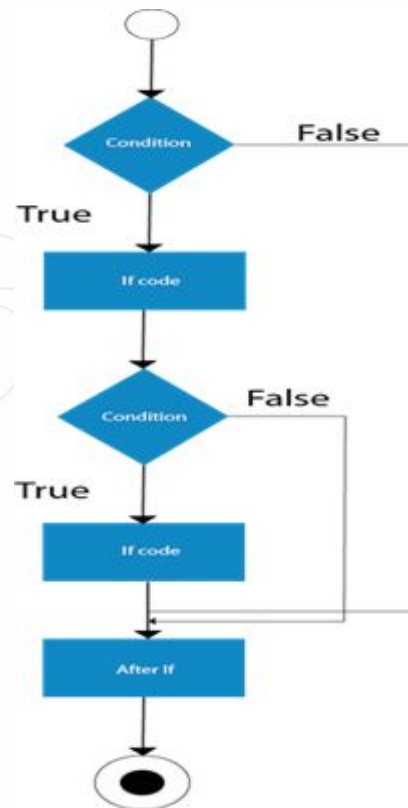 Condition
False
True
If code
Condition
False
True
If code
After If